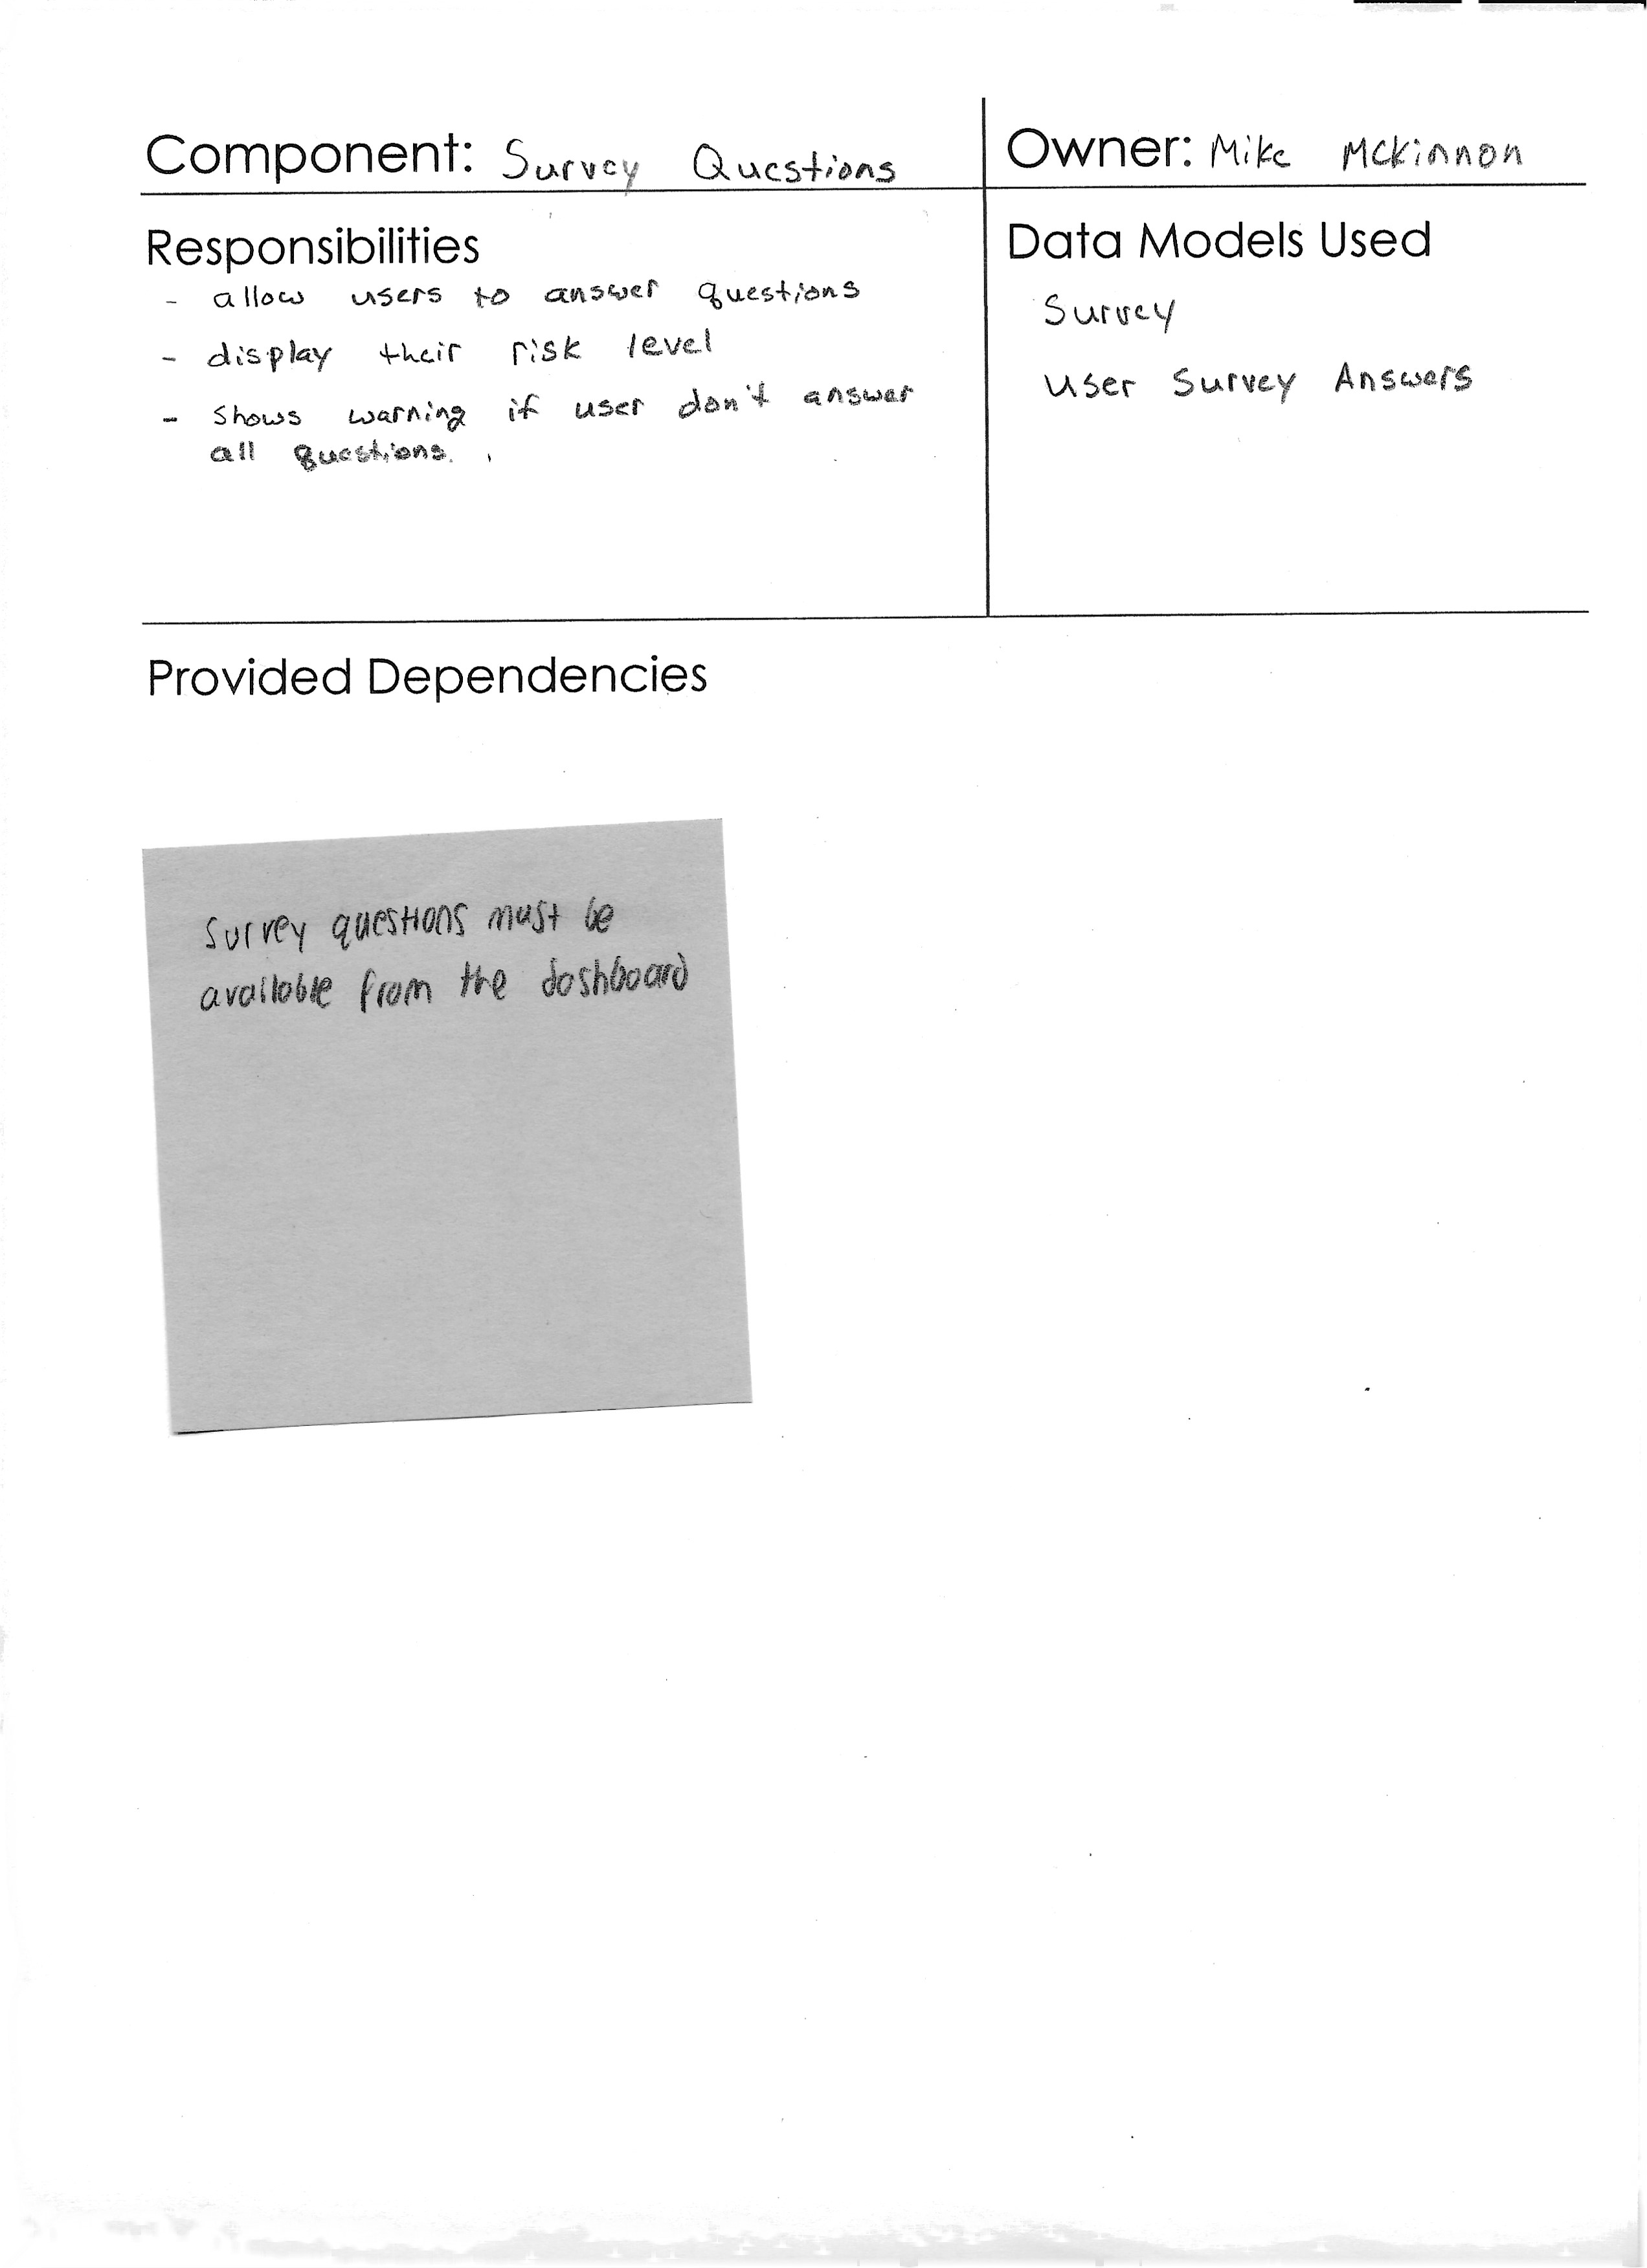 Component: Survey Questions
Owner: Mike McKinnon
Responsibilities
- allow users to answer questions
- display their risk level
- shows warning if user don't answer
all questions.
Data Models Used
Survey
User Survey Answers
Provided Dependencies
Survey questions must be
available from the dashboard